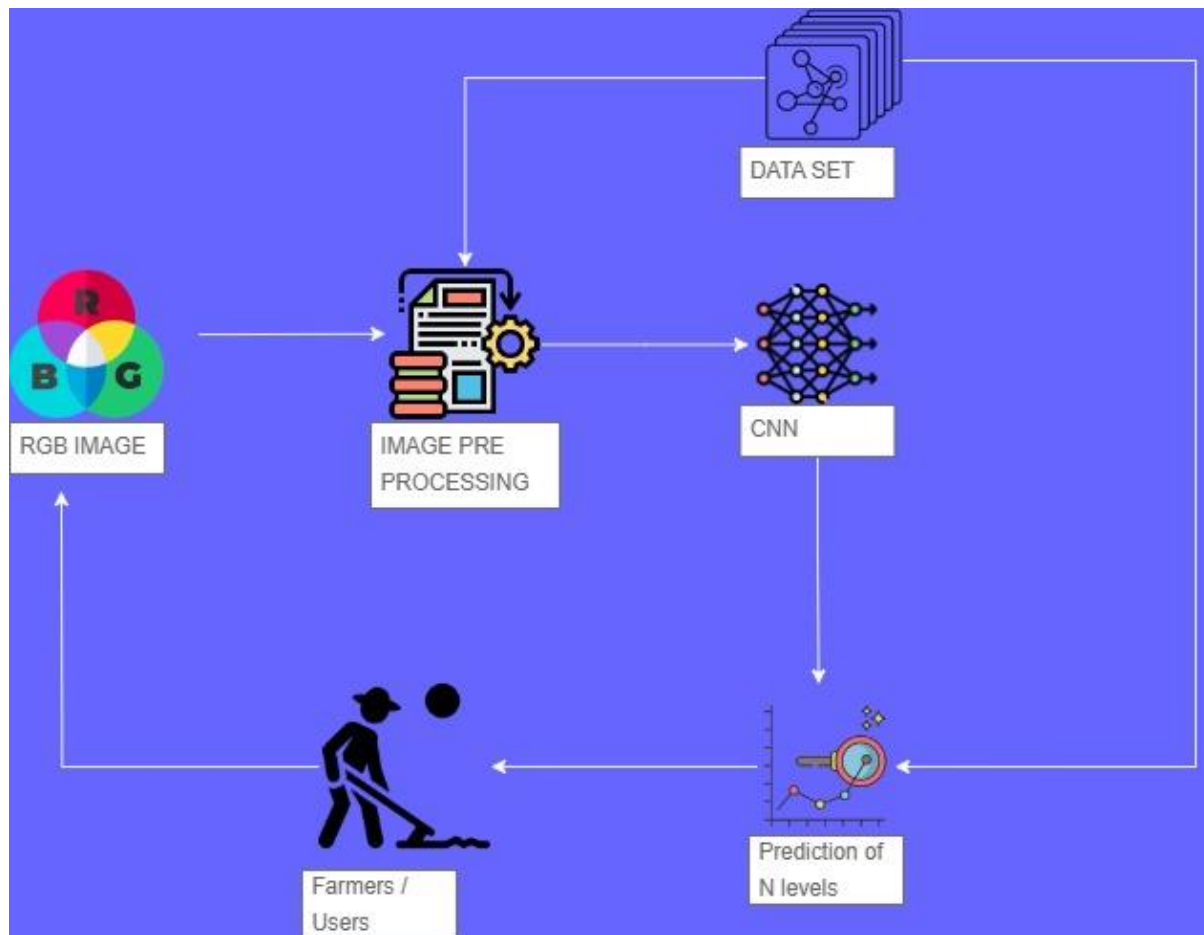 DATA SET
R
B G
RGB IMAGE
IMAGE PRE
PROCESSING
CNN
Prediction of
N levels
Farmers /
Users